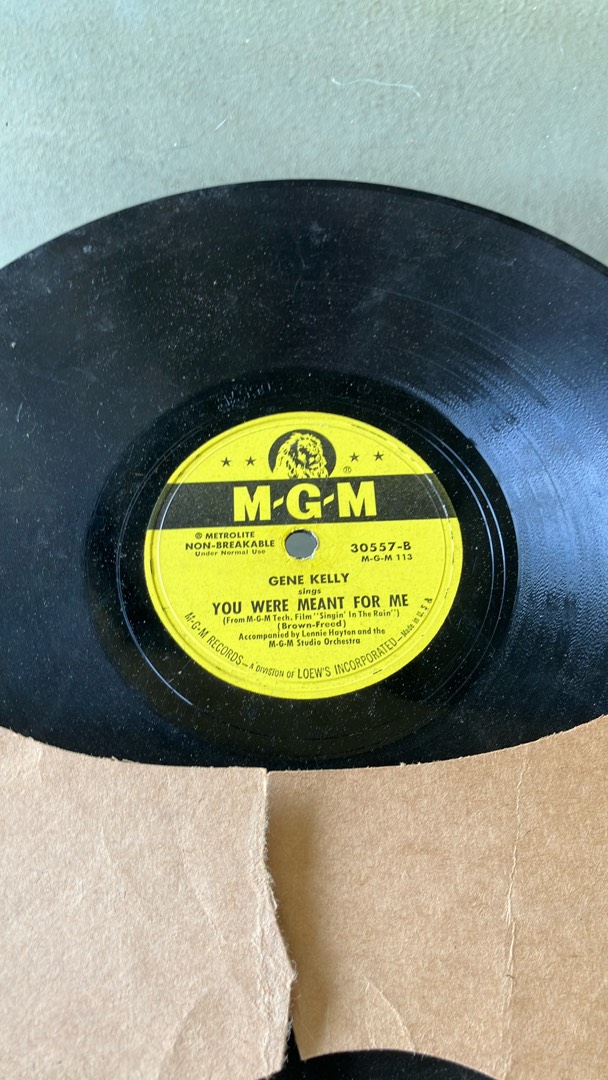 ★ ★ ★ ★
®
M-G-M
® METROLITE
NON-BREAKABLE
Under Normal Use
30557-B
M-G-M 113
GENE KELLY
sings
YOU WERE MEANT FOR ME
(From M-G-M Tech. Film "Singin' In The Rain")
(Brown-Freed)
Accompanied by Lennie Hayton and the
M-G-M Studio Orchestra
M-G-M RECORDS—A DIVISION OF LOEW'S INCORPORATED—Made in U. S. A.